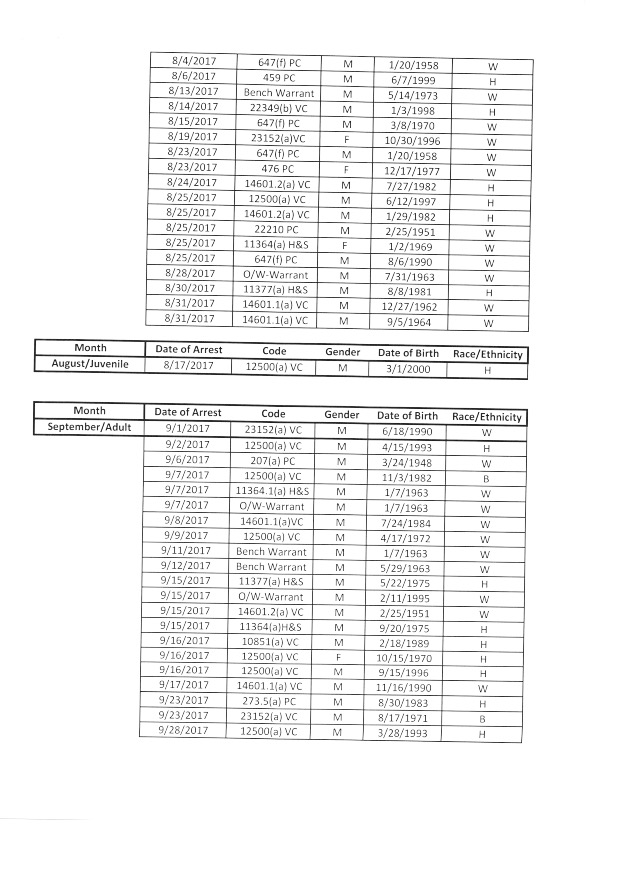 8/4/2017 647(f) PC M 1/20/1958 W
8/6/2017 459 PC M 6/7/1999 H
8/13/2017 Bench Warrant M 5/14/1973 W
8/14/2017 22349(b) VC M 1/3/1998 H
8/15/2017 647(f) PC M 3/8/1970 W
8/19/2017 23152(a)VC F 10/30/1996 W
8/23/2017 647(f) PC M 1/20/1958 W
8/23/2017 476 PC F 12/17/1977 W
8/24/2017 14601.2(a) VC M 7/27/1982 H
8/25/2017 12500(a) VC M 6/12/1997 H
8/25/2017 14601.2(a) VC M 1/29/1982 H
8/25/2017 22210 PC M 2/25/1951 W
8/25/2017 11364(a) H&S F 1/2/1969 W
8/25/2017 647(f) PC M 8/6/1990 W
8/28/2017 O/W-Warrant M 7/31/1963 W
8/30/2017 11377(a) H&S M 8/8/1981 H
8/31/2017 14601.1(a) VC M 12/27/1962 W
8/31/2017 14601.1(a) VC M 9/5/1964 W
Month Date of Arrest Code Gender Date of Birth Race/Ethnicity
August/Juvenile 8/17/2017 12500(a) VC M 3/1/2000 H
Month Date of Arrest Code Gender Date of Birth Race/Ethnicity
September/Adult 9/1/2017 23152(a) VC M 6/18/1990 W
9/2/2017 12500(a) VC M 4/15/1993 H
9/6/2017 207(a) PC M 3/24/1948 W
9/7/2017 12500(a) VC M 11/3/1982 B
9/7/2017 11364.1(a) H&S M 1/7/1963 W
9/7/2017 O/W-Warrant M 1/7/1963 W
9/8/2017 14601.1(a)VC M 7/24/1984 W
9/9/2017 12500(a) VC M 4/17/1972 W
9/11/2017 Bench Warrant M 1/7/1963 W
9/12/2017 Bench Warrant M 5/29/1963 W
9/15/2017 11377(a) H&S M 5/22/1975 H
9/15/2017 O/W-Warrant M 2/11/1995 W
9/15/2017 14601.2(a) VC M 2/25/1951 W
9/15/2017 11364(a)H&S M 9/20/1975 H
9/16/2017 10851(a) VC M 2/18/1989 H
9/16/2017 12500(a) VC F 10/15/1970 H
9/16/2017 12500(a) VC M 9/15/1996 H
9/17/2017 14601.1(a) VC M 11/16/1990 W
9/23/2017 273.5(a) PC M 8/30/1983 H
9/23/2017 23152(a) VC M 8/17/1971 B
9/28/2017 12500(a) VC M 3/28/1993 H